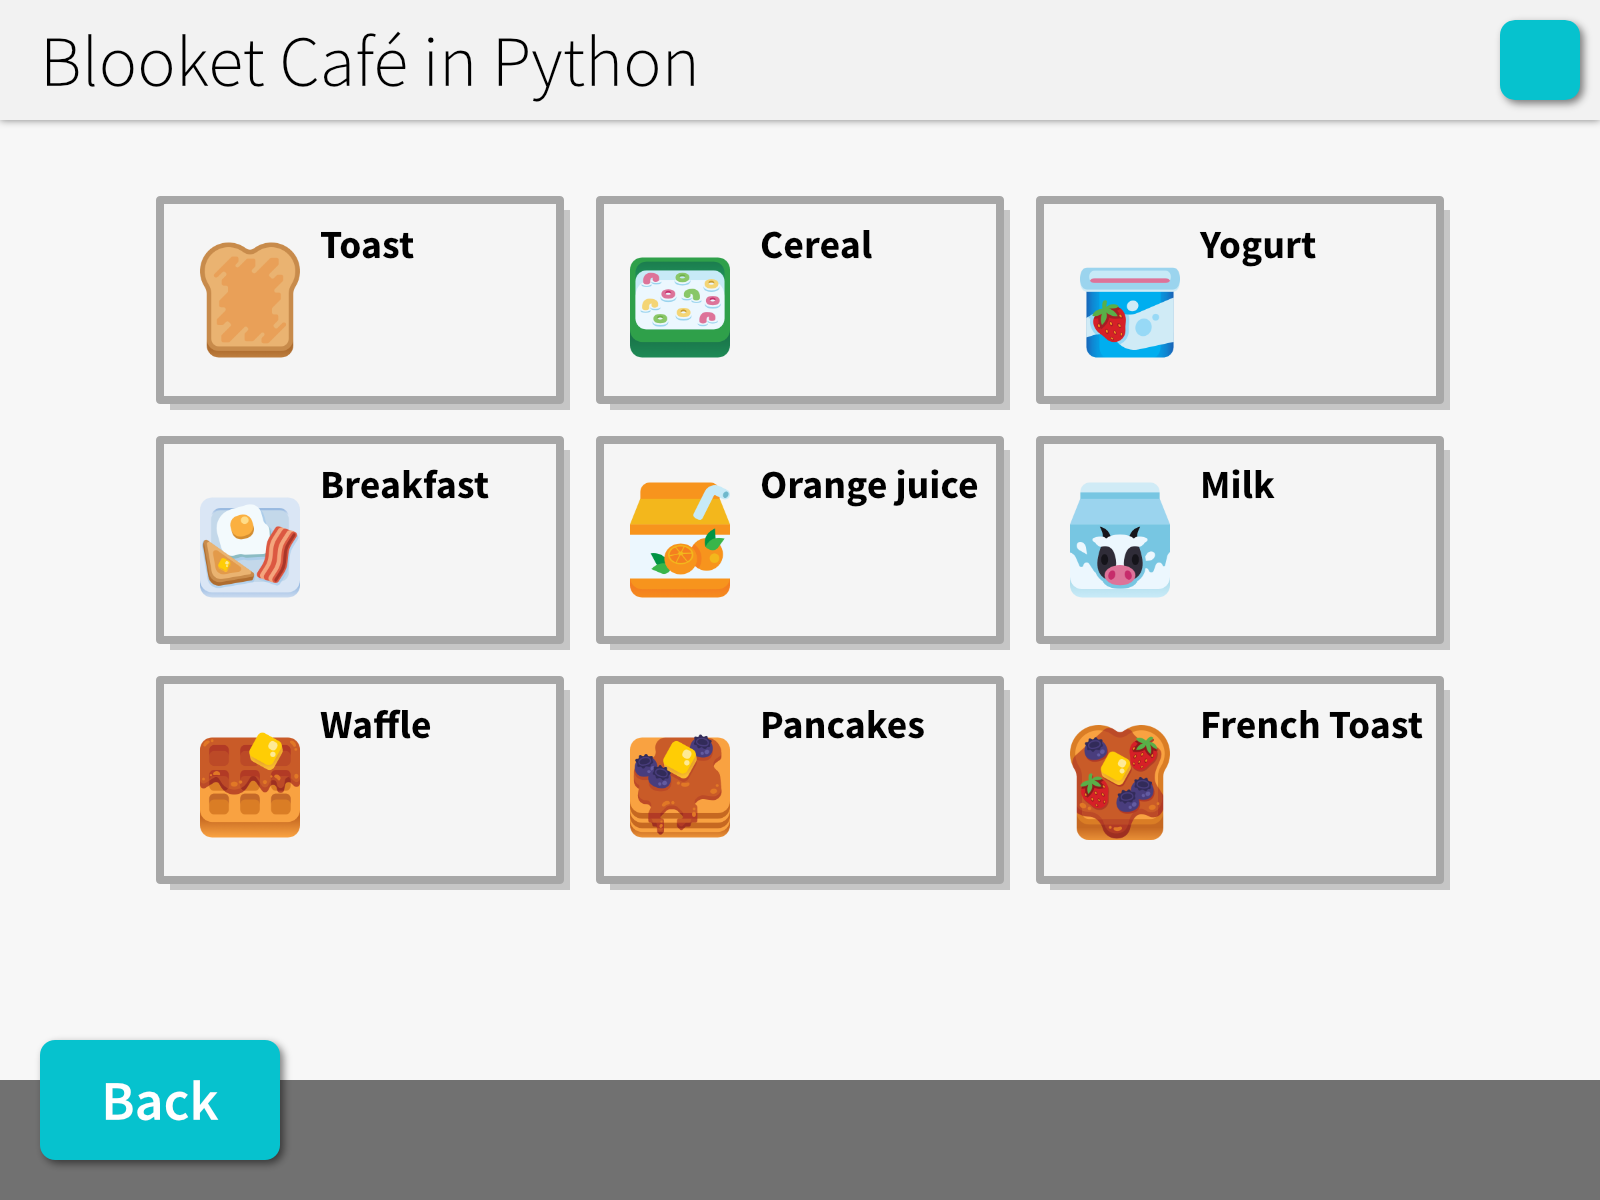 Blooket Café in Python
Toast
Cereal
Yogurt
Breakfast
Orange juice
Milk
Waffle
Pancakes
French Toast
Back